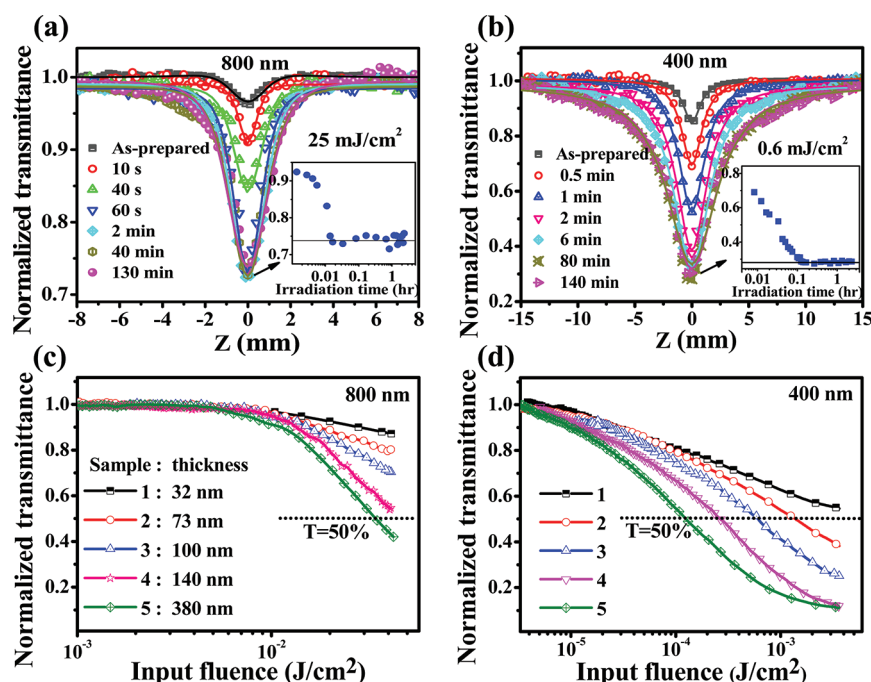 (a)
800 nm
Normalized transmittance
1.0
0.9
0.8
0.7
As-prepared
10 s
40 s
60 s
2 min
40 min
130 min
25 mJ/cm²
0.9
0.8
0.7
0.01
0.1
1
Irradiation time (hr)
-8
-6
-4
-2
0
2
4
6
8
Z (mm)
(b)
400 nm
Normalized transmittance
1.0
0.8
0.6
0.4
0.2
As-prepared
0.5 min
1 min
2 min
6 min
80 min
140 min
0.6 mJ/cm²
0.8
0.6
0.4
0.01
0.1
1
Irradiation time (hr)
-15
-10
-5
0
5
10
15
Z (mm)
(c)
800 nm
Normalized transmittance
1.0
0.8
0.6
0.4
0.2
Sample : thickness
1 : 32 nm
2 : 73 nm
3 : 100 nm
4 : 140 nm
5 : 380 nm
T=50%
10⁻³
10⁻²
Input fluence (J/cm²)
(d)
400 nm
Normalized transmittance
1.0
0.8
0.6
0.4
0.2
1
2
3
4
5
T=50%
10⁻⁵
10⁻⁴
10⁻³
Input fluence (J/cm²)